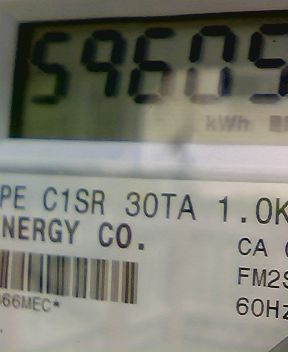 59605
kWh
PE C1SR 30TA 1.0K
NERGY CO.
CA
FM2S
60Hz
66MEC*